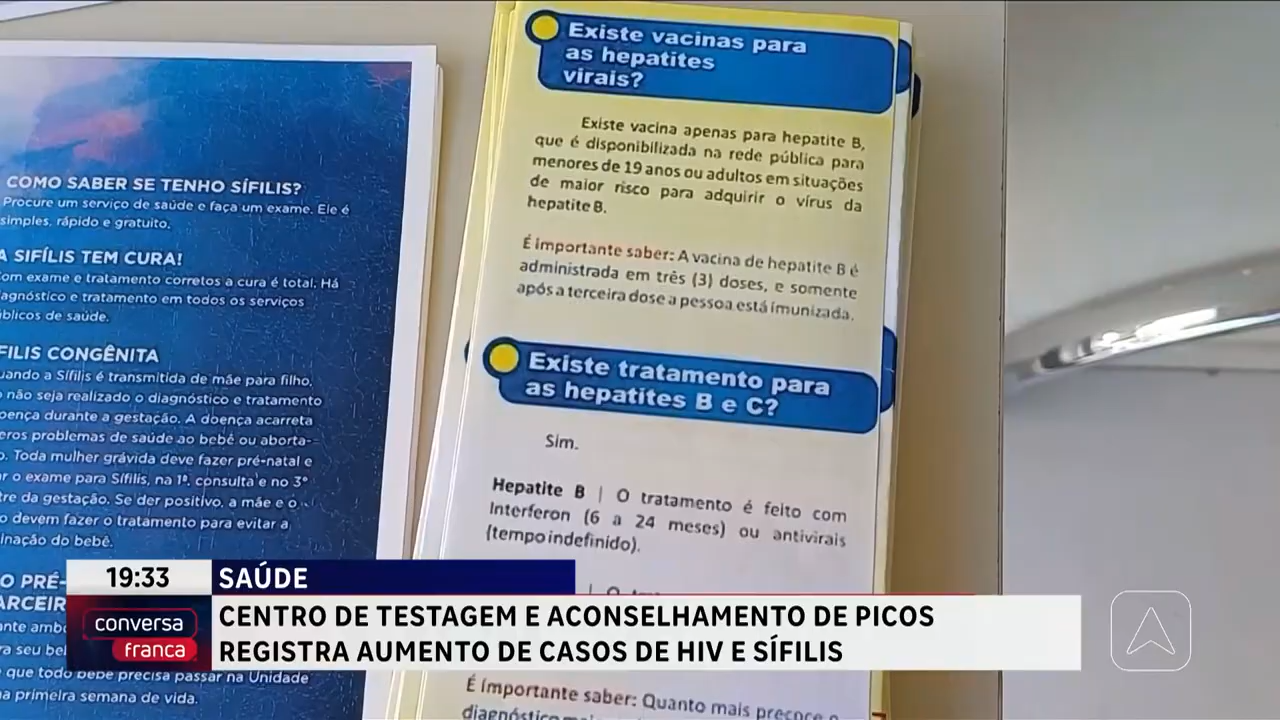 COMO SABER SE TENHO SÍFILIS?
Procure um serviço de saúde e faça um exame. Ele é
simples, rápido e gratuito.
A SIFÍLIS TEM CURA!
Com exame e tratamento corretos a cura é total. Há
diagnóstico e tratamento em todos os serviços
públicos de saúde.
SÍFILIS CONGÊNITA
Quando a Sífilis é transmitida de mãe para filho,
não seja realizado o diagnóstico e tratamento
doença durante a gestação. A doença acarreta
problemas de saúde ao bebê ou aborta-
Toda mulher grávida deve fazer pré-natal e
o exame para Sífilis, na 1ª, consulta e no 3º
da gestação. Se der positivo, a mãe e o
devem fazer o tratamento para evitar a
do bebê.
O PRÉ-
seu
que todo bebê precisa passar na Unidade
primeira semana de vida.
Existe vacinas para
as hepatites
virais?
Existe vacina apenas para hepatite B,
que é disponibilizada na rede pública para
menores de 19 anos ou adultos em situações
de maior risco para adquirir o vírus da
hepatite B.
É importante saber: A vacina de hepatite B é
administrada em três (3) doses, e somente
após a terceira dose a pessoa está imunizada.
Existe tratamento para
as hepatites B e C?
Sim.
Hepatite B | O tratamento é feito com
Interferon (6 a 24 meses) ou antivirais
(tempo indefinido).
É importante saber: Quanto mais precoce o
diagnóstico
19:33
SAÚDE
conversa
franca
CENTRO DE TESTAGEM E ACONSELHAMENTO DE PICOS
REGISTRA AUMENTO DE CASOS DE HIV E SÍFILIS